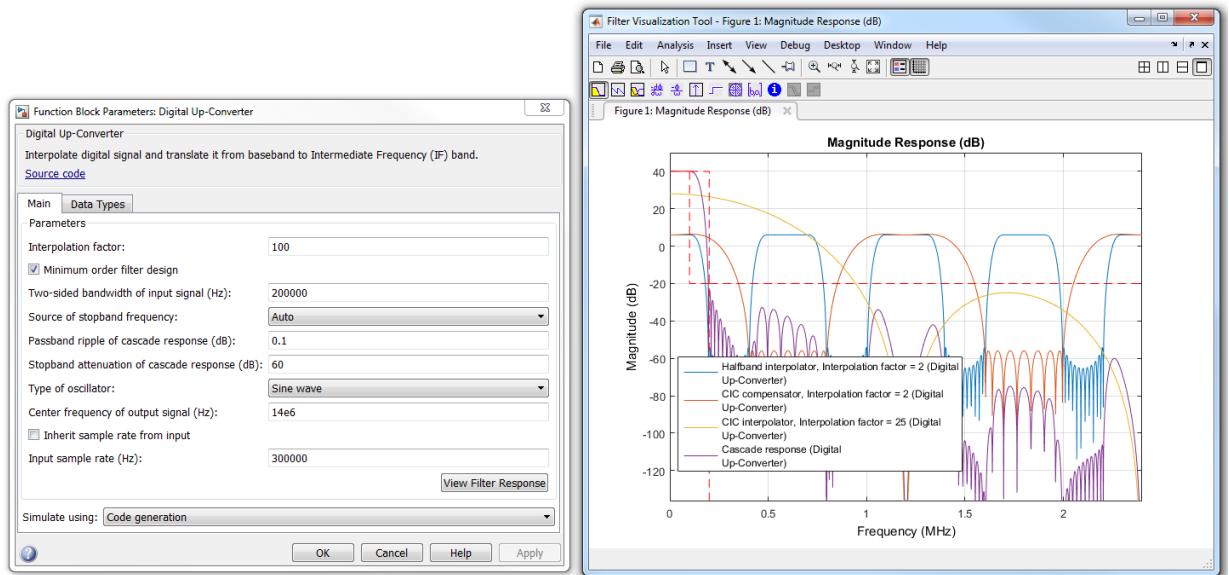 Function Block Parameters: Digital Up-Converter
Digital Up-Converter
Interpolate digital signal and translate it from baseband to Intermediate Frequency (IF) band.
Source code
Main
Data Types
Parameters
Interpolation factor: 100
Minimum order filter design
Two-sided bandwidth of input signal (Hz): 200000
Source of stopband frequency: Auto
Passband ripple of cascade response (dB): 0.1
Stopband attenuation of cascade response (dB): 60
Type of oscillator: Sine wave
Center frequency of output signal (Hz): 14e6
Inherit sample rate from input
Input sample rate (Hz): 300000
View Filter Response
Simulate using: Code generation
OK Cancel Help Apply
Filter Visualization Tool - Figure 1: Magnitude Response (dB)
File Edit Analysis Insert View Debug Desktop Window Help
Figure 1: Magnitude Response (dB)
Magnitude Response (dB)
Magnitude (dB)
40
20
0
-20
-40
-60
-80
-100
-120
Halfband interpolator, Interpolation factor = 2 (Digital
Up-Converter)
CIC compensator, Interpolation factor = 2 (Digital
Up-Converter)
CIC interpolator, Interpolation factor = 25 (Digital
Up-Converter)
Cascade response (Digital
Up-Converter)
0 0.5 1 1.5 2
Frequency (MHz)